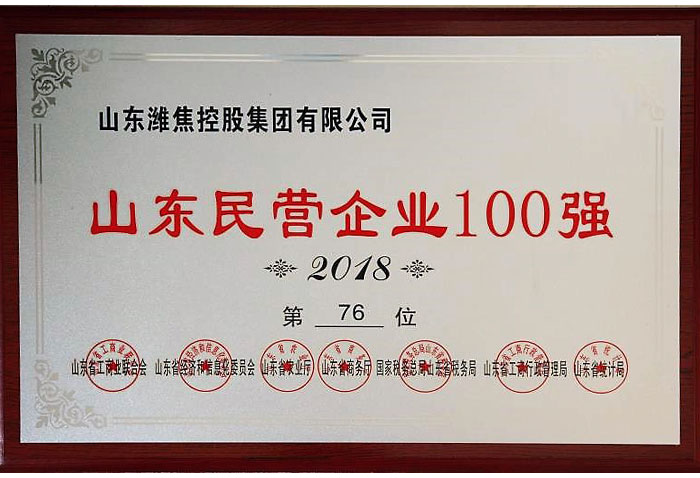 山东潍焦控股集团有限公司
山东民营企业100强
2018
第 76 位
山东省工商业联合会 山东省经济和信息化委员会 山东省农业厅 山东省商务厅 国家税务总局山东省税务局 山东省工商行政管理局 山东省统计局